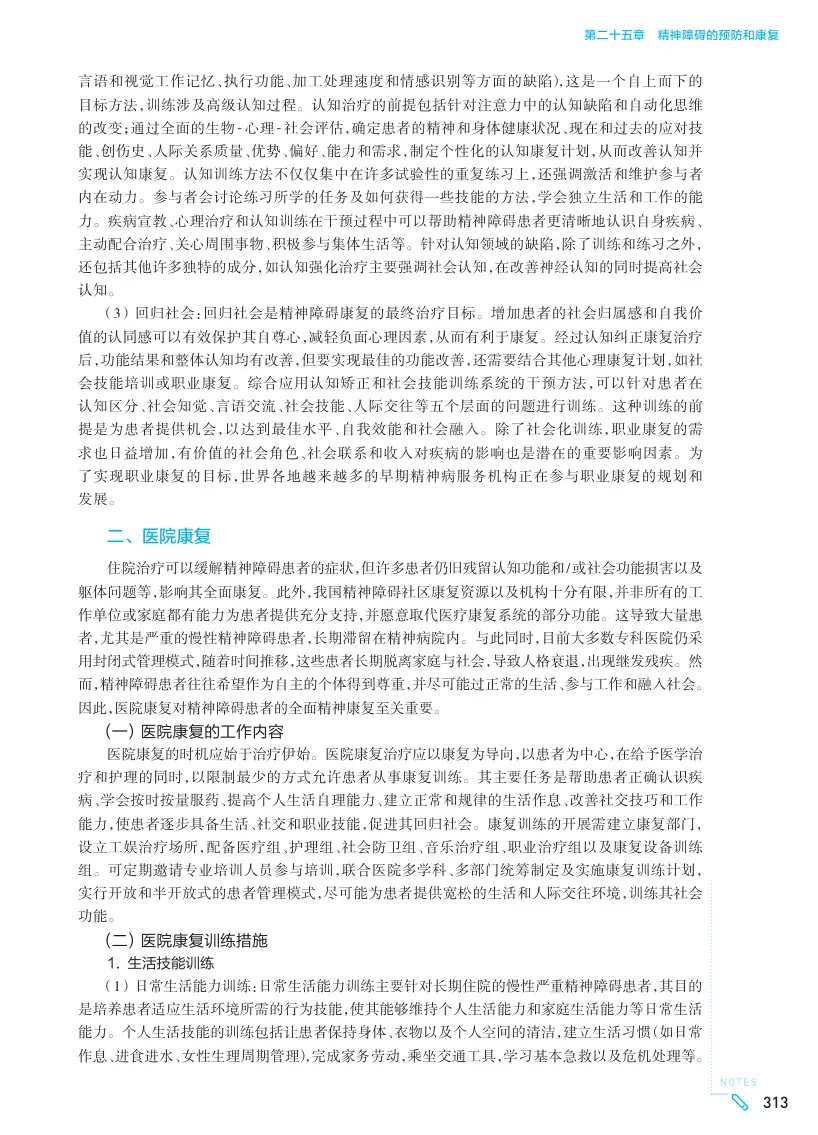 第二十五章 精神障碍的预防和康复
言语和视觉工作记忆、执行功能、加工处理速度和情感识别等方面的缺陷),这是一个自上而下的
目标方法,训练涉及高级认知过程。认知治疗的前提包括针对注意力中的认知缺陷和自动化思维
的改变;通过全面的生物-心理-社会评估,确定患者的精神和身体健康状况、现在和过去的应对技
能、创伤史、人际关系质量、优势、偏好、能力和需求,制定个性化的认知康复计划,从而改善认知并
实现认知康复。认知训练方法不仅仅集中在许多试验性的重复练习上,还强调激活和维护参与者
内在动力。参与者会讨论练习所学的任务及如何获得一些技能的方法,学会独立生活和工作的能
力。疾病宣教、心理治疗和认知训练在干预过程中可以帮助精神障碍患者更清晰地认识自身疾病、
主动配合治疗、关心周围事物、积极参与集体生活等。针对认知领域的缺陷,除了训练和练习之外,
还包括其他许多独特的成分,如认知强化治疗主要强调社会认知,在改善神经认知的同时提高社会
认知。
(3)回归社会:回归社会是精神障碍康复的最终治疗目标。增加患者的社会归属感和自我价
值的认同感可以有效保护其自尊心,减轻负面心理因素,从而有利于康复。经过认知纠正康复治疗
后,功能结果和整体认知均有改善,但要实现最佳的功能改善,还需要结合其他心理康复计划,如社
会技能培训或职业康复。综合应用认知矫正和社会技能训练系统的干预方法,可以针对患者在
认知区分、社会知觉、言语交流、社会技能、人际交往等五个层面的问题进行训练。这种训练的前
提是为患者提供机会,以达到最佳水平、自我效能和社会融入。除了社会化训练,职业康复的需
求也日益增加,有价值的社会角色、社会联系和收入对疾病的影响也是潜在的重要影响因素。为
了实现职业康复的目标,世界各地越来越多的早期精神病服务机构正在参与职业康复的规划和
发展。
二、医院康复
住院治疗可以缓解精神障碍患者的症状,但许多患者仍旧残留认知功能和/或社会功能损害以及
躯体问题等,影响其全面康复。此外,我国精神障碍社区康复资源以及机构十分有限,并非所有的工
作单位或家庭都有能力为患者提供充分支持,并愿意取代医疗康复系统的部分功能。这导致大量患
者,尤其是严重的慢性精神障碍患者,长期滞留在精神病院内。与此同时,目前大多数专科医院仍采
用封闭式管理模式,随着时间推移,这些患者长期脱离家庭与社会,导致人格衰退,出现继发残疾。然
而,精神障碍患者往往希望作为自主的个体得到尊重,并尽可能过正常的生活、参与工作和融入社会。
因此,医院康复对精神障碍患者的全面精神康复至关重要。
(一)医院康复的工作内容
医院康复的时机应始于治疗伊始。医院康复治疗应以康复为导向,以患者为中心,在给予医学治
疗和护理的同时,以限制最少的方式允许患者从事康复训练。其主要任务是帮助患者正确认识疾
病、学会按时按量服药、提高个人生活自理能力、建立正常和规律的生活作息、改善社交技巧和工作
能力,使患者逐步具备生活、社交和职业技能,促进其回归社会。康复训练的开展需建立康复部门,
设立工娱治疗场所,配备医疗组、护理组、社会防卫组、音乐治疗组、职业治疗组以及康复设备训练
组。可定期邀请专业培训人员参与培训,联合医院多学科、多部门统筹制定及实施康复训练计划,
实行开放和半开放式的患者管理模式,尽可能为患者提供宽松的生活和人际交往环境,训练其社会
功能。
(二)医院康复训练措施
1. 生活技能训练
(1)日常生活能力训练:日常生活能力训练主要针对长期住院的慢性严重精神障碍患者,其目的
是培养患者适应生活环境所需的行为技能,使其能够维持个人生活能力和家庭生活能力等日常生活
能力。个人生活技能的训练包括让患者保持身体、衣物以及个人空间的清洁,建立生活习惯(如日常
作息、进食进水、女性生理周期管理),完成家务劳动,乘坐交通工具,学习基本急救以及危机处理等。
NOTES
313